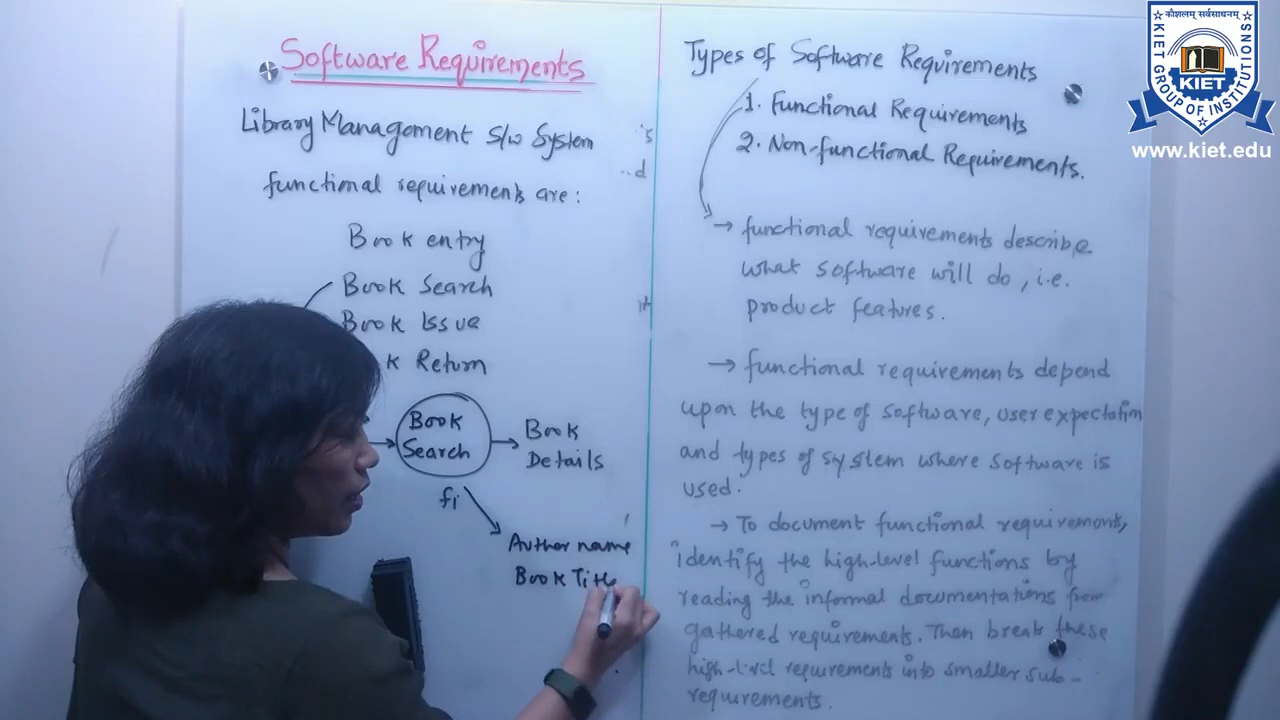 Software Requirements
Library Management S/w System
functional requirements are:
Book entry
Book Search
Book Issue
k Return
Book
Search
Book
Details
fi
Author name
Book Title
Types of Software Requirements
1. Functional Requirements
2. Non-functional Requirements.
→ functional requirements describe
what software will do, i.e.
product features.
→ functional requirements depend
upon the type of software, user expectation
and types of system where software is
used.
→ To document functional requirements,
identify the high-level functions by
reading the informal documentations from
gathered requirements. Then break these
high-level requirements into smaller sub-
requirements.
कौशलम् सर्वसाधनम्
KIET GROUP OF INSTITUTIONS
KIET
www.kiet.edu